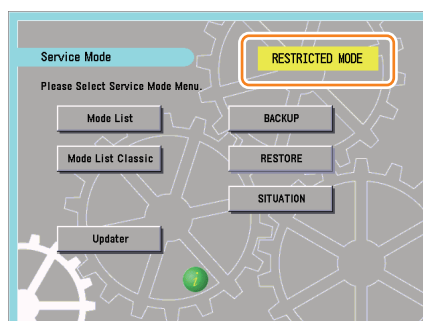 Service Mode
RESTRICTED MODE
Please Select Service Mode Menu.
Mode List
BACKUP
Mode List Classic
RESTORE
SITUATION
Updater
i